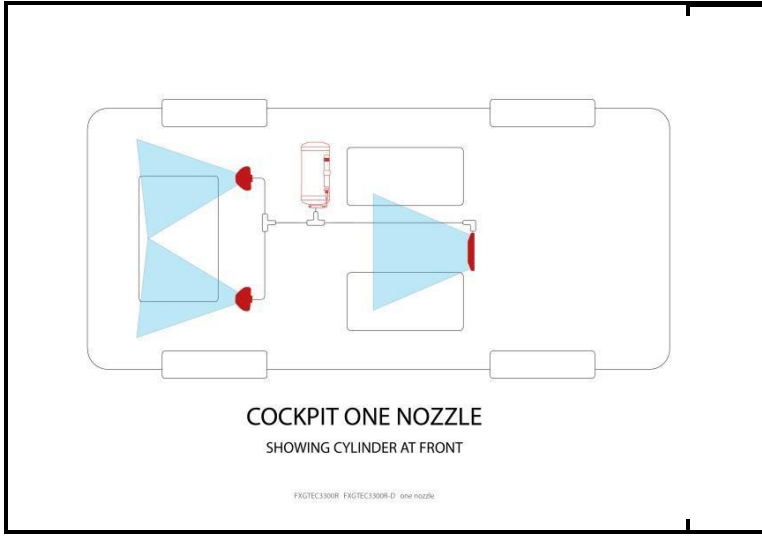 COCKPIT ONE NOZZLE
SHOWING CYLINDER AT FRONT
FXGTEC3300R FXGTEC3300R-D one nozzle